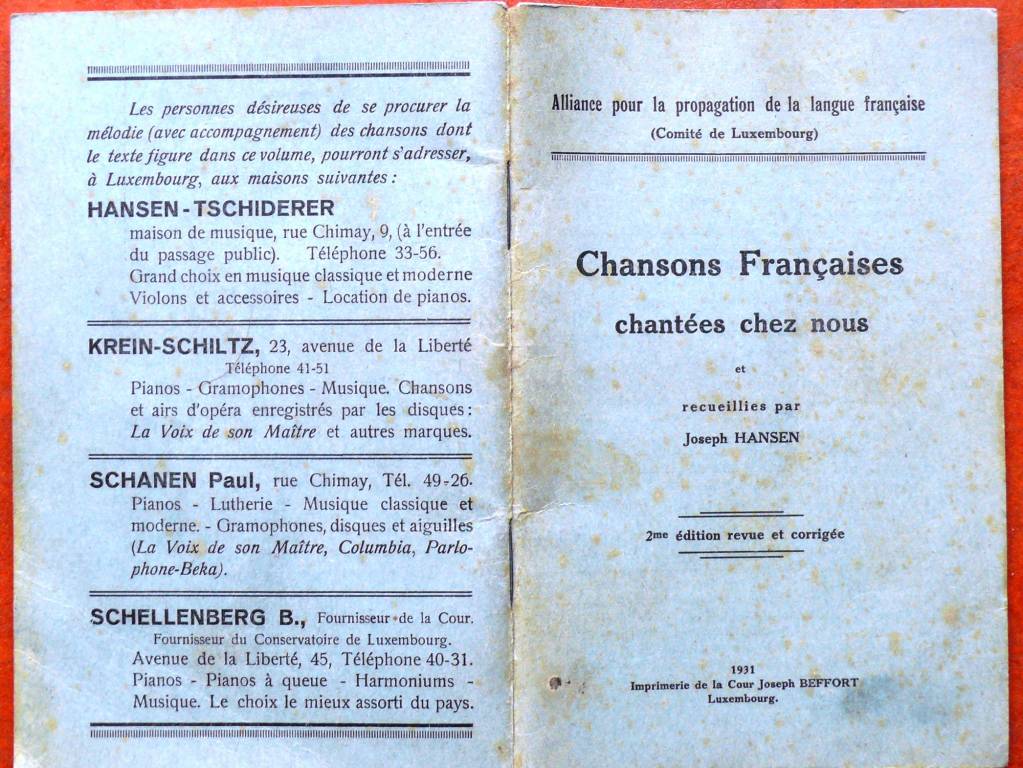 Les personnes désireuses de se procurer la
mélodie (avec accompagnement) des chansons dont
le texte figure dans ce volume, pourront s'adresser,
à Luxembourg, aux maisons suivantes :
HANSEN-TSCHIDERER
maison de musique, rue Chimay, 9, (à l'entrée
du passage public). Téléphone 33-56.
Grand choix en musique classique et moderne
Violons et accessoires - Location de pianos.
KREIN-SCHILTZ, 23, avenue de la Liberté
Téléphone 41-51
Pianos - Gramophones - Musique. Chansons
et airs d'opéra enregistrés par les disques :
La Voix de son Maître et autres marques.
SCHANEN Paul, rue Chimay, Tél. 49-26.
Pianos - Lutherie - Musique classique et
moderne. - Gramophones, disques et aiguilles
(La Voix de son Maître, Columbia, Parlo-
phone-Beka).
SCHELLENBERG B., Fournisseur de la Cour.
Fournisseur du Conservatoire de Luxembourg.
Avenue de la Liberté, 45, Téléphone 40-31.
Pianos - Pianos à queue - Harmoniums -
Musique. Le choix le mieux assorti du pays.
Alliance pour la propagation de la langue française
(Comité de Luxembourg)
Chansons Françaises
chantées chez nous
et
recueillies par
Joseph HANSEN
2me édition revue et corrigée
1931
Imprimerie de la Cour Joseph BEFFORT
Luxembourg.